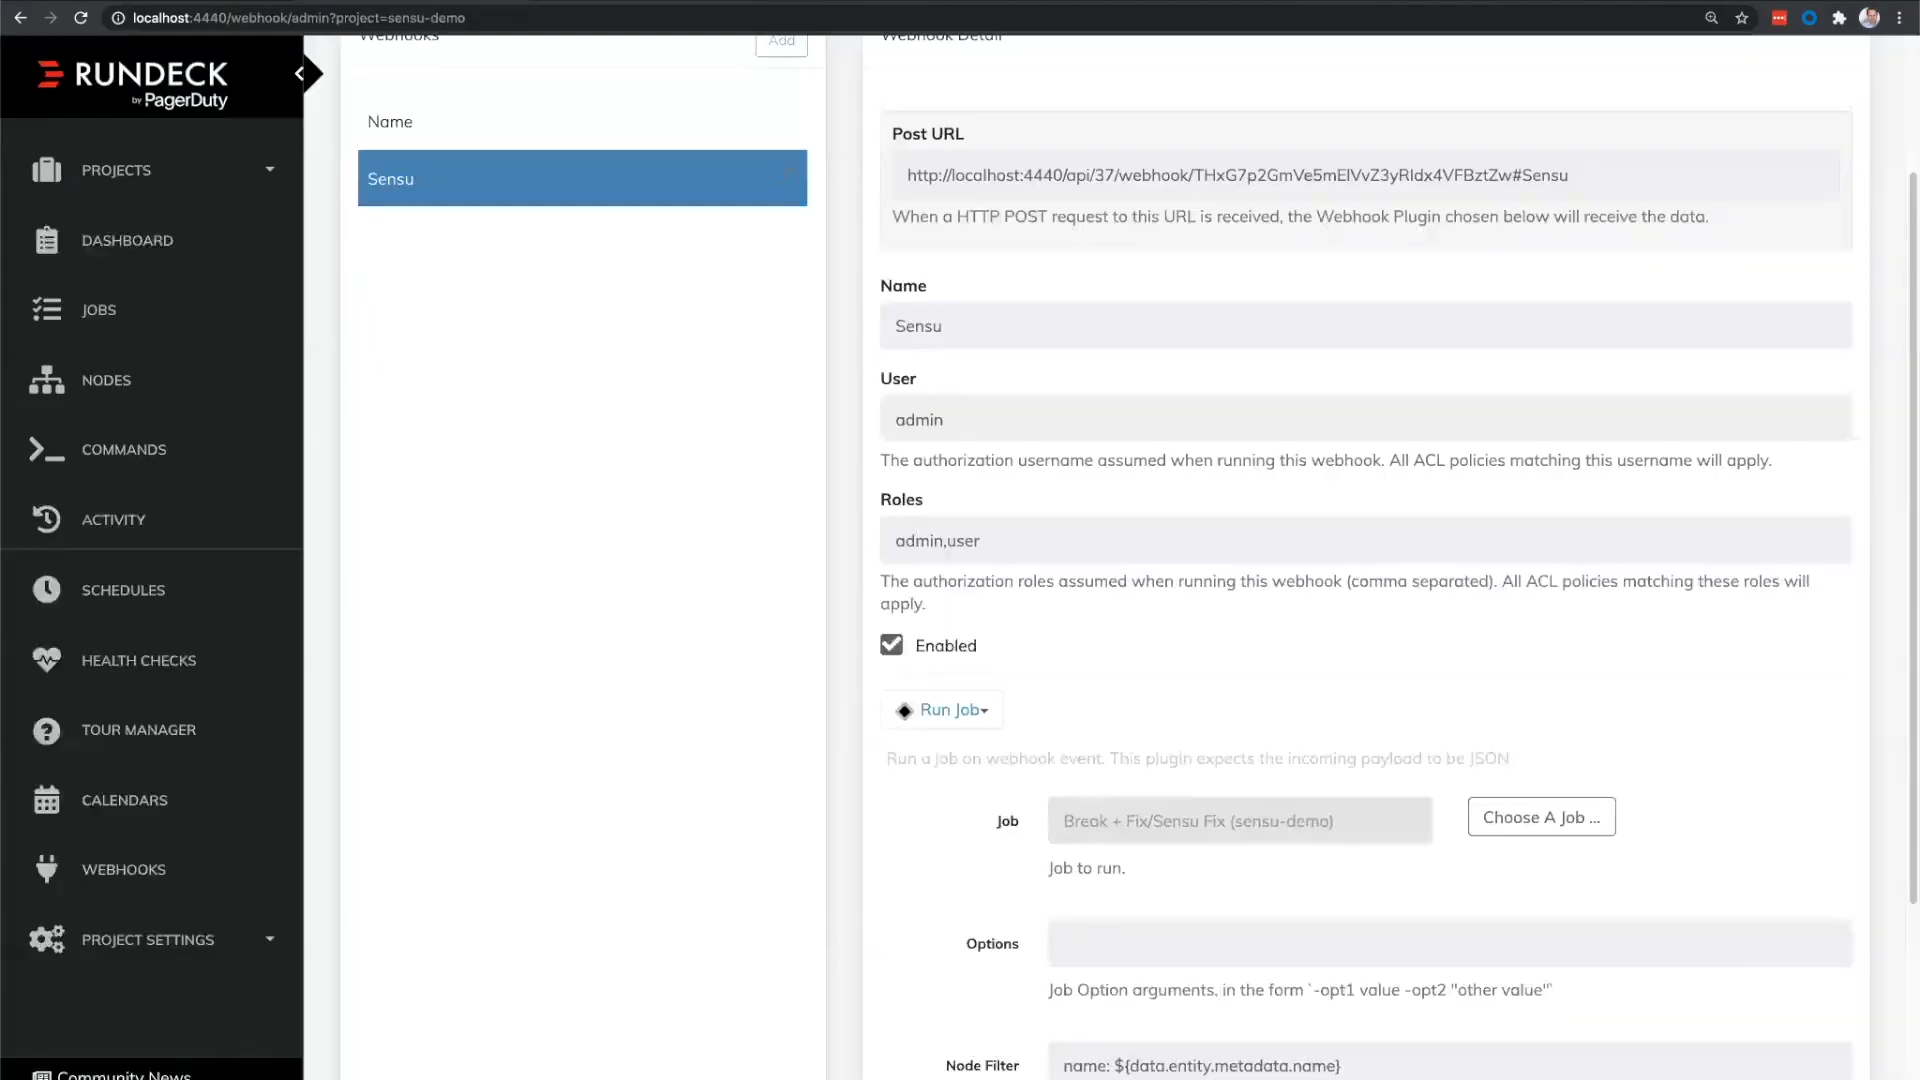 localhost:4440/webhook/admin?project=sensu-demo
RUNDECK
by PagerDuty
PROJECTS
DASHBOARD
JOBS
NODES
COMMANDS
ACTIVITY
SCHEDULES
HEALTH CHECKS
TOUR MANAGER
CALENDARS
WEBHOOKS
PROJECT SETTINGS
Community News
Webhooks
Add
Name
Sensu
Webhook Detail
Post URL
http://localhost:4440/api/37/webhook/THxG7p2GmVe5mElVvZ3yRldx4VFBztZw#Sensu
When a HTTP POST request to this URL is received, the Webhook Plugin chosen below will receive the data.
Name
Sensu
User
admin
The authorization username assumed when running this webhook. All ACL policies matching this username will apply.
Roles
admin,user
The authorization roles assumed when running this webhook (comma separated). All ACL policies matching these roles will
apply.
Enabled
Run Job
Run a job on webhook event. This plugin expects the incoming payload to be JSON
Job
Break + Fix/Sensu Fix (sensu-demo)
Choose A Job ...
Job to run.
Options
Job Option arguments, in the form `-opt1 value -opt2 "other value"`
Node Filter
name: ${data.entity.metadata.name}